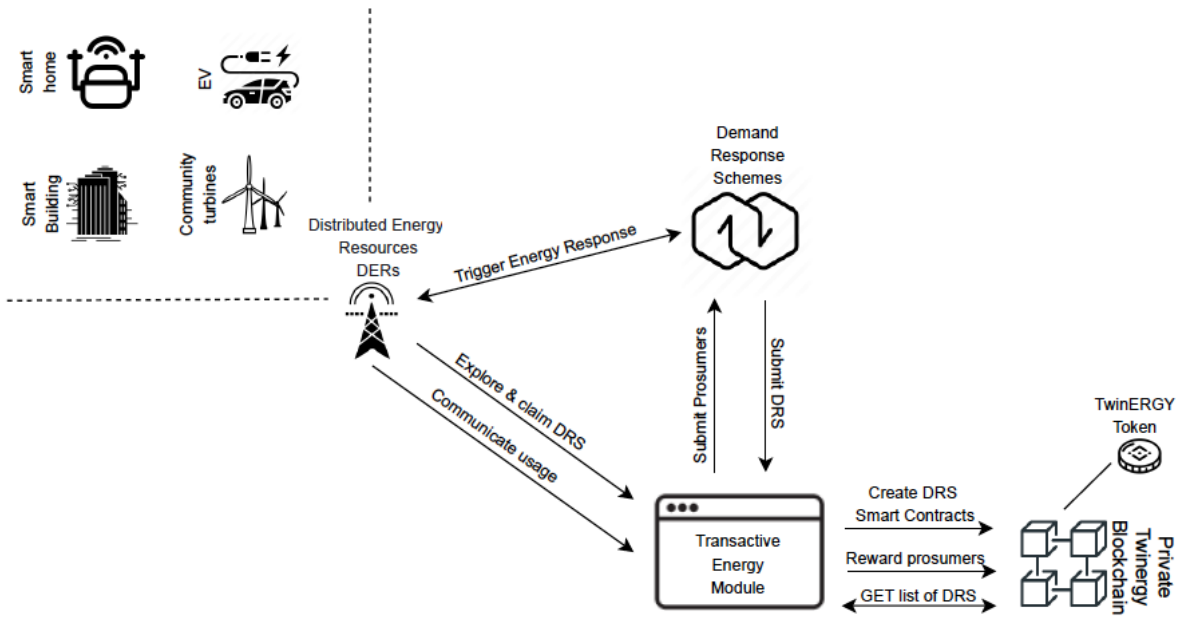 Smart
home
EV
Smart
Building
Community
turbines
Distributed Energy
Resources
DERs
Demand
Response
Schemes
Trigger Energy Response
Explore & claim DRS
Communicate usage
Submit Prosumers
Submit DRS
Transactive
Energy
Module
Create DRS
Smart Contracts
Reward prosumers
GET list of DRS
TwinERGY
Token
Private
Twinergy
Blockchain